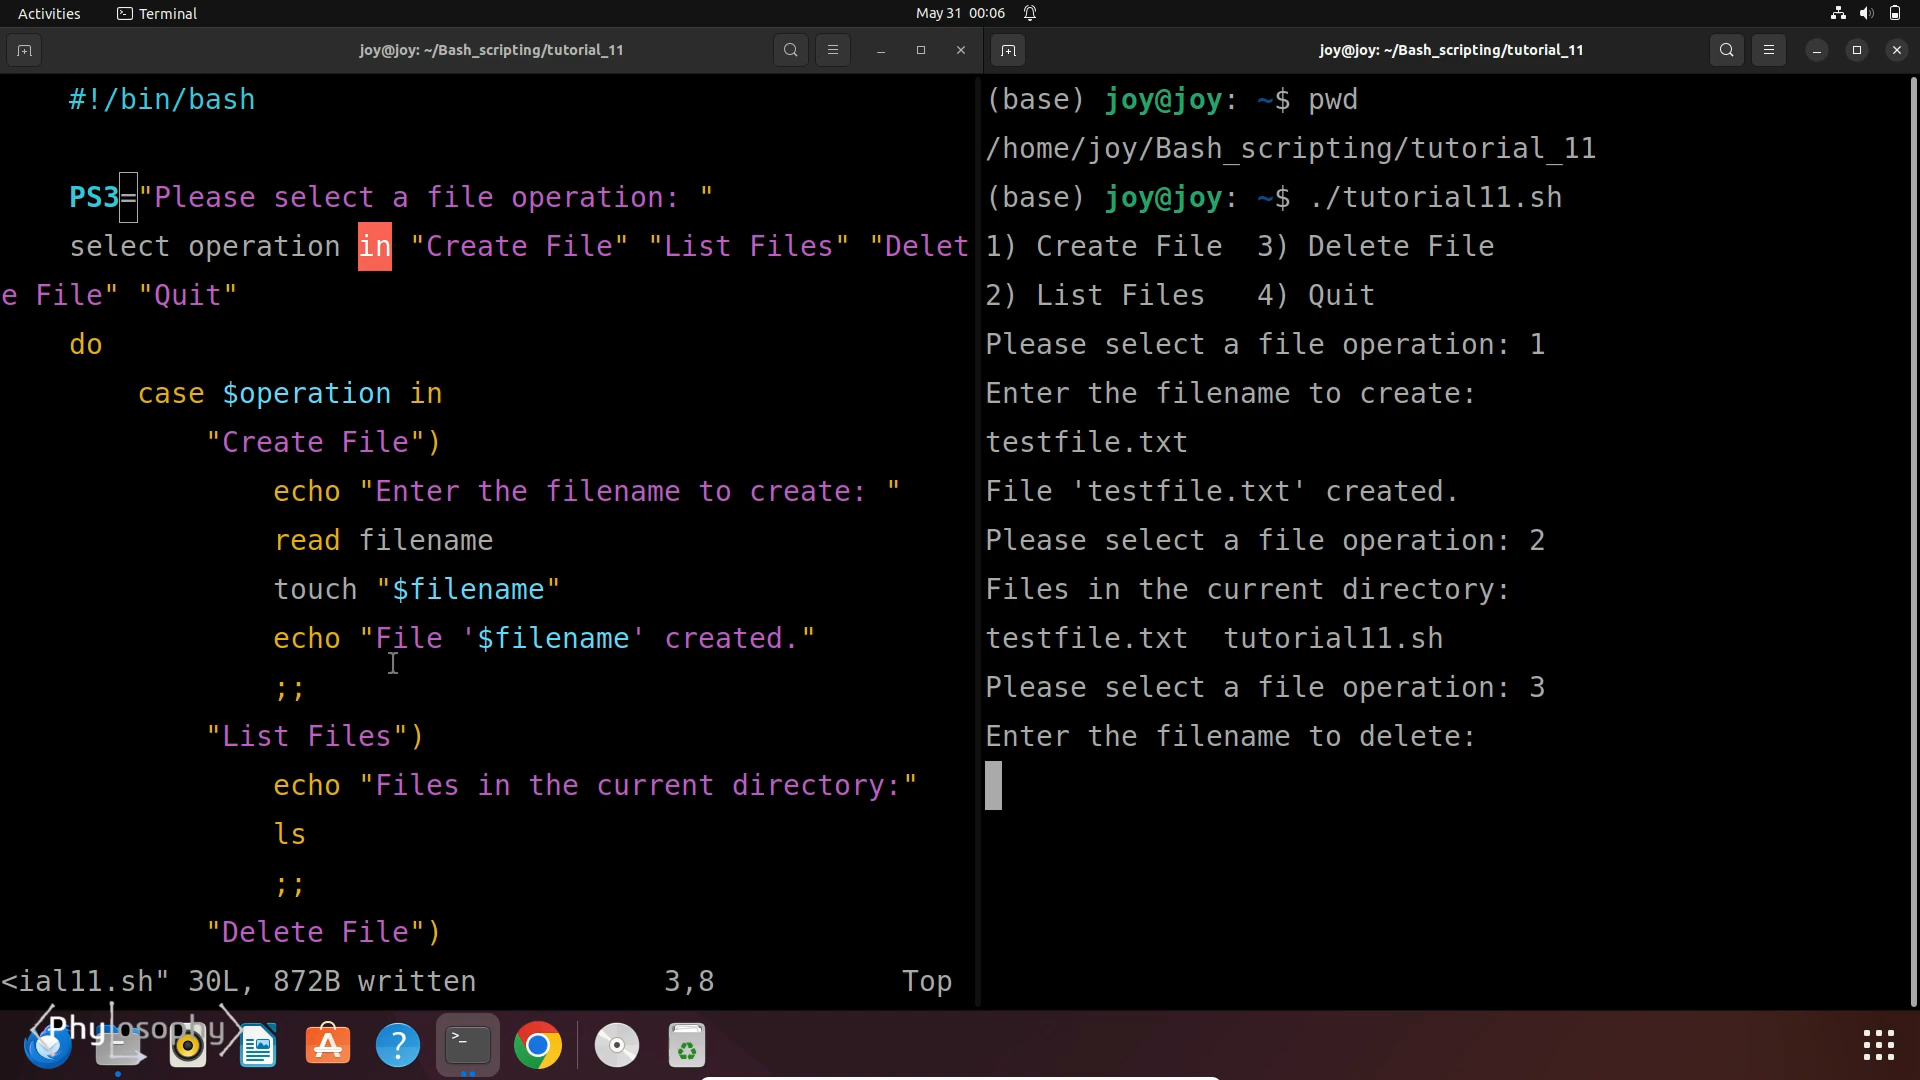 Activities Terminal May 31 00:06
joy@joy: ~/Bash_scripting/tutorial_11
#!/bin/bash
PS3="Please select a file operation: "
select operation in "Create File" "List Files" "Delet
e File" "Quit"
do
case $operation in
"Create File")
echo "Enter the filename to create: "
read filename
touch "$filename"
echo "File '$filename' created."
;;
"List Files")
echo "Files in the current directory:"
ls
;;
"Delete File")
<ial11.sh" 30L, 872B written 3,8 Top
joy@joy: ~/Bash_scripting/tutorial_11
(base) joy@joy: ~$ pwd
/home/joy/Bash_scripting/tutorial_11
(base) joy@joy: ~$ ./tutorial11.sh
1) Create File 3) Delete File
2) List Files 4) Quit
Please select a file operation: 1
Enter the filename to create:
testfile.txt
File 'testfile.txt' created.
Please select a file operation: 2
Files in the current directory:
testfile.txt tutorial11.sh
Please select a file operation: 3
Enter the filename to delete:
Phylosophy